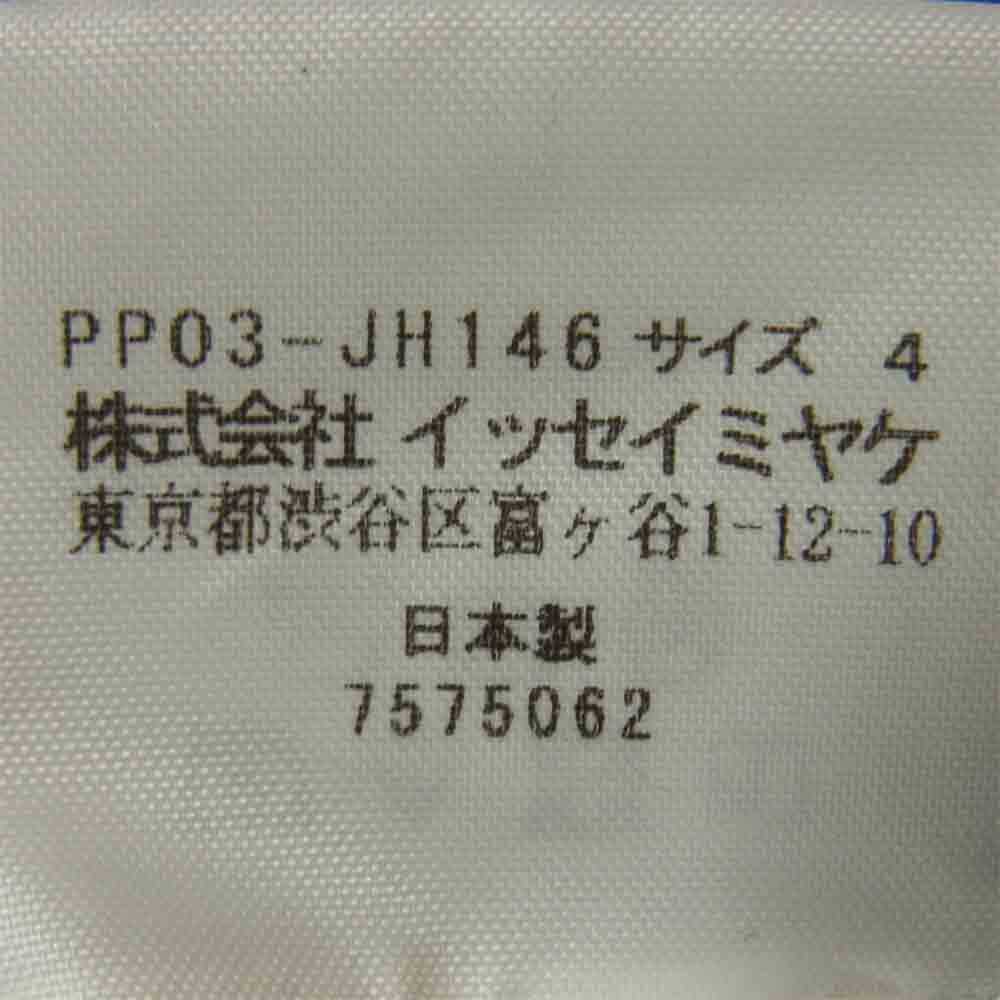 PP03-JH146 サイズ 4
株式会社 イッセイミヤケ
東京都渋谷区富ヶ谷1-12-10
日本製
7575062